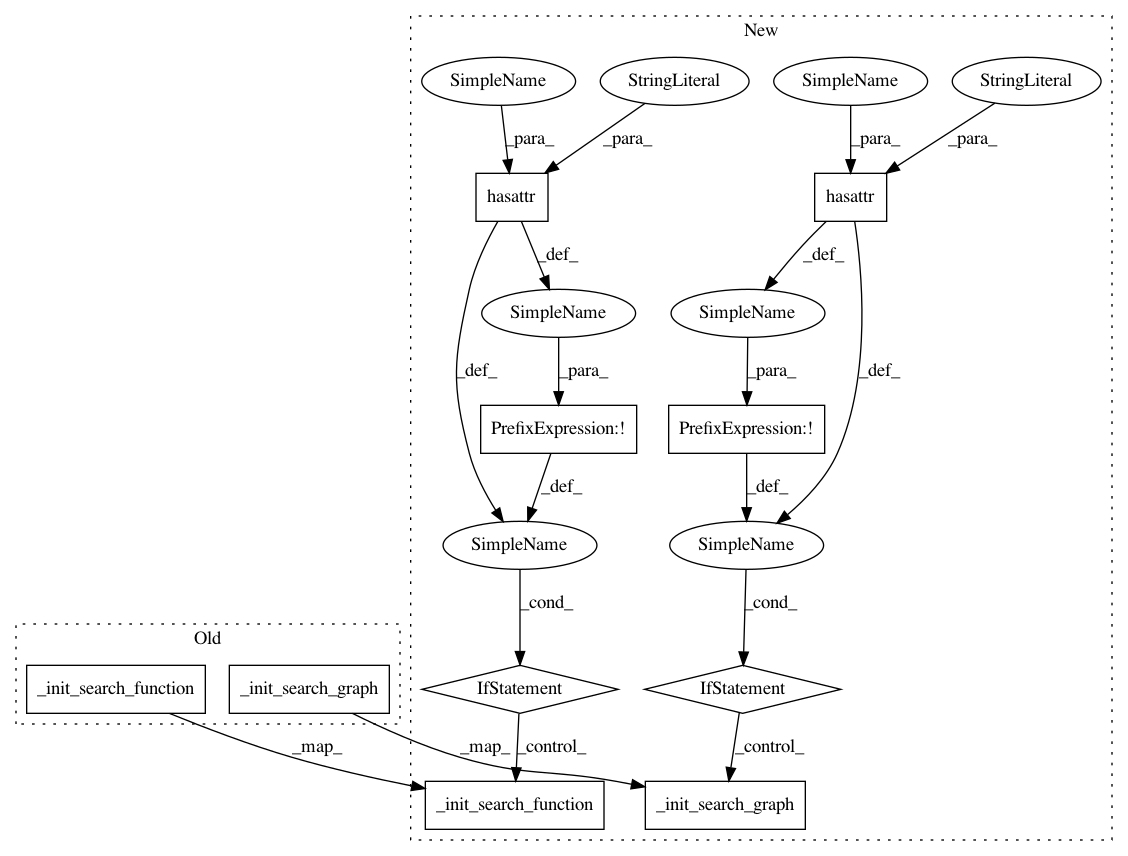 New
SimpleName
StringLiteral
SimpleName
StringLiteral
_para_
_para_
_para_
_para_
hasattr
hasattr
_def_
_def_
SimpleName
SimpleName
_def_
_para_
_para_
_def_
PrefixExpression:!
PrefixExpression:!
_def_
_def_
SimpleName
SimpleName
_cond_
_cond_
Old
_init_search_function
_init_search_graph
IfStatement
IfStatement
_map_
_map_
_control_
_control_
_init_search_function
_init_search_graph